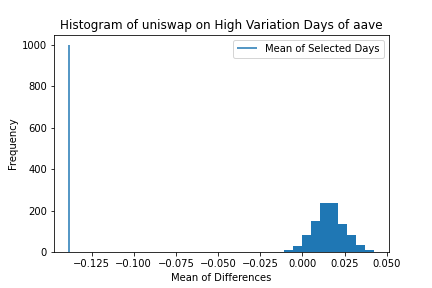 Histogram of uniswap on High Variation Days of aave
Mean of Selected Days
1000
800
600
400
200
0
Frequency
−0.125 −0.100 −0.075 −0.050 −0.025 0.000 0.025 0.050
Mean of Differences